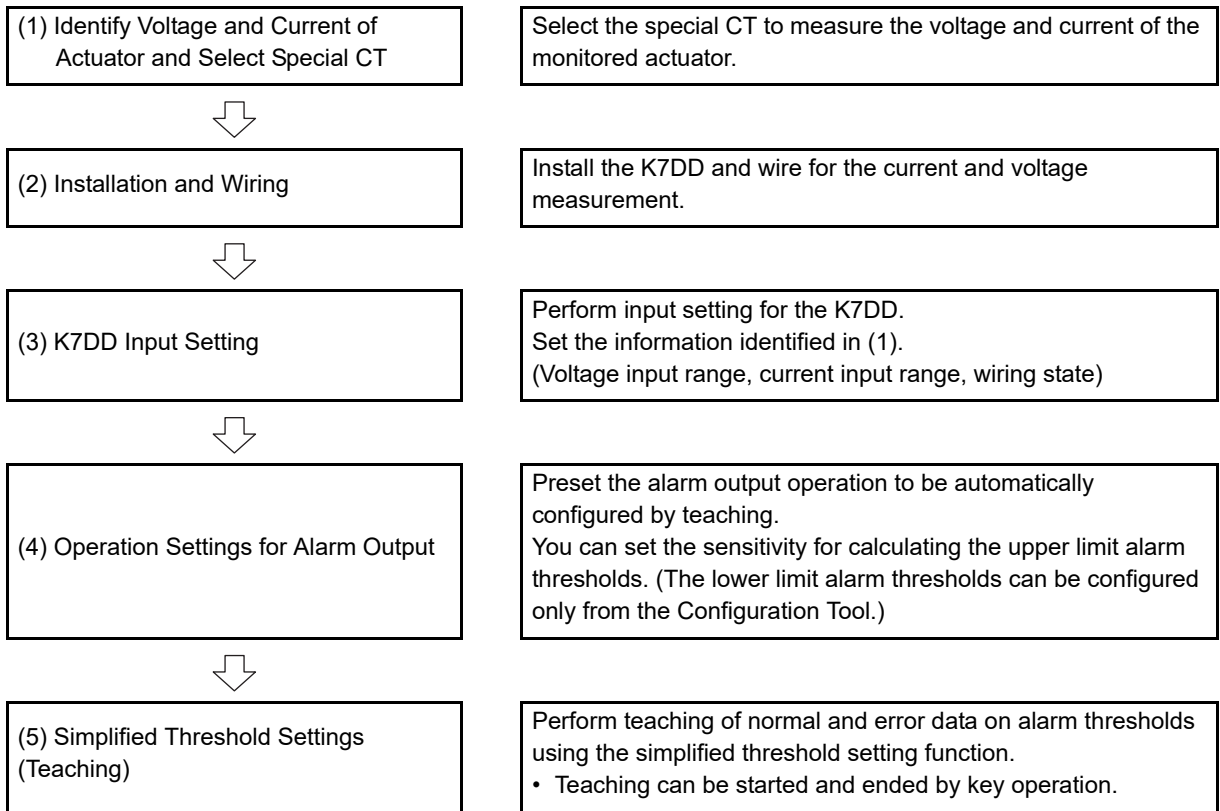 (1) Identify Voltage and Current of
Actuator and Select Special CT
Select the special CT to measure the voltage and current of the
monitored actuator.
(2) Installation and Wiring
Install the K7DD and wire for the current and voltage
measurement.
(3) K7DD Input Setting
Perform input setting for the K7DD.
Set the information identified in (1).
(Voltage input range, current input range, wiring state)
(4) Operation Settings for Alarm Output
Preset the alarm output operation to be automatically
configured by teaching.
You can set the sensitivity for calculating the upper limit alarm
thresholds. (The lower limit alarm thresholds can be configured
only from the Configuration Tool.)
(5) Simplified Threshold Settings
(Teaching)
Perform teaching of normal and error data on alarm thresholds
using the simplified threshold setting function.
• Teaching can be started and ended by key operation.